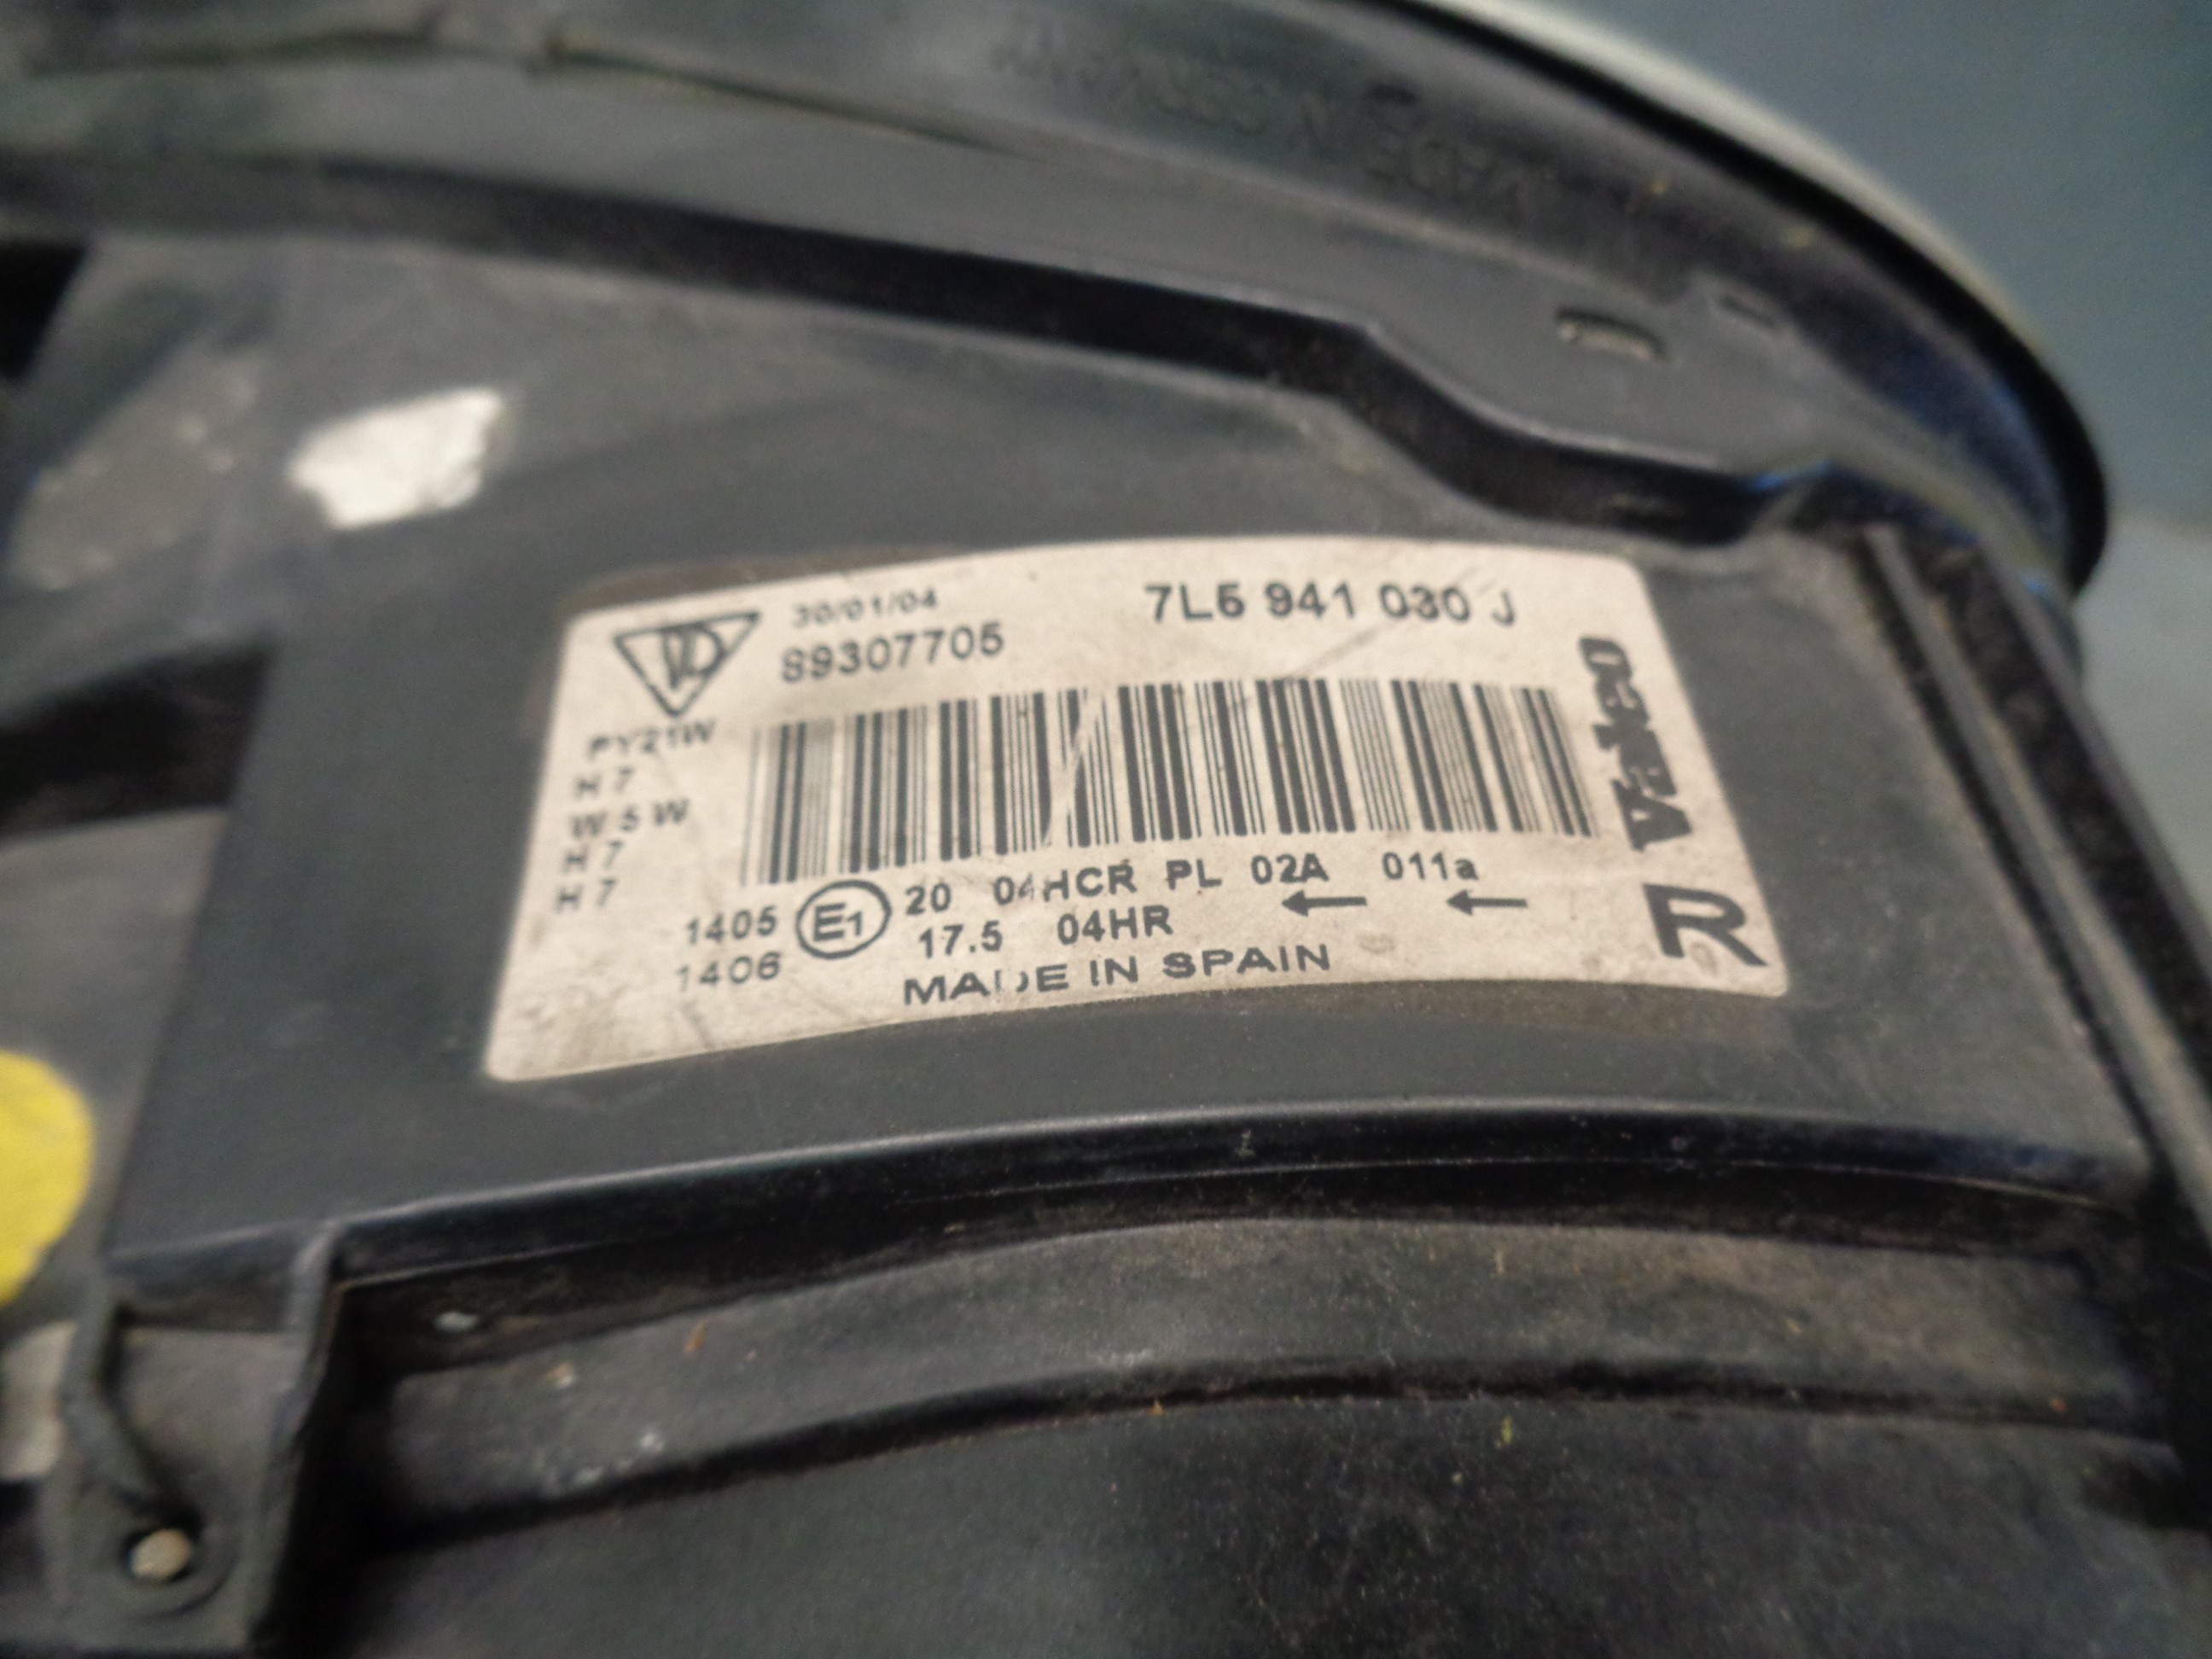 30/01/04
89307705
7L5 941 030 J
PY21W
H7
W5W
H7
H7
Valeo
R
1405 E1 20 04HCR PL 02A 011a
1406 17.5 04HR
← ←
MADE IN SPAIN